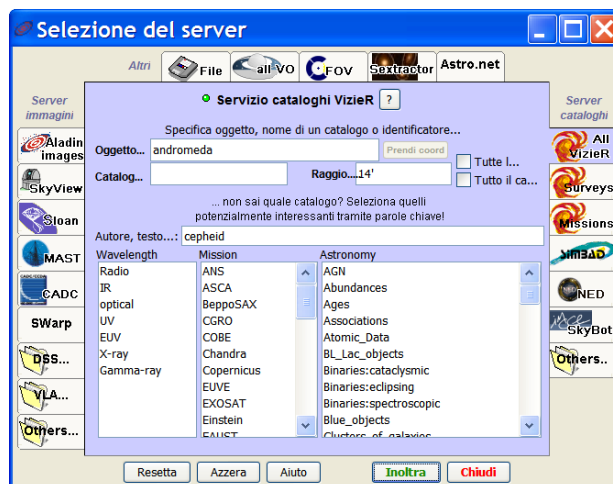 Selezione del server
Altri
File
all VO
FOV
Sextractor
Astro.net
Server
immagini
Server
cataloghi
Servizio cataloghi VizieR
?
Specifica oggetto, nome di un catalogo o identificatore...
Oggetto...
andromeda
Prendi coord
Catalog...
Raggio....
14'
Tutte l...
Tutto il ca...
... non sai quale catalogo? Seleziona quelli
potenzialmente interessanti tramite parole chiave!
Autore, testo...:
cepheid
Wavelength
Radio
IR
optical
UV
EUV
X-ray
Gamma-ray
Mission
ANS
ASCA
BeppoSAX
CGRO
COBE
Chandra
Copernicus
EUVE
EXOSAT
Einstein
FAUST
Astronomy
AGN
Abundances
Ages
Associations
Atomic_Data
BL_Lac_objects
Binaries:cataclysmic
Binaries:eclipsing
Binaries:spectroscopic
Blue_objects
Clusters_of_galaxies
Aladin
images
SkyView
Sloan
MAST
CADC
SWarp
DSS...
VLA...
Others...
All
VizieR
Surveys
Missions
SIMBAD
NED
SkyBot
Others..
Resetta
Azzera
Aiuto
Inoltra
Chiudi